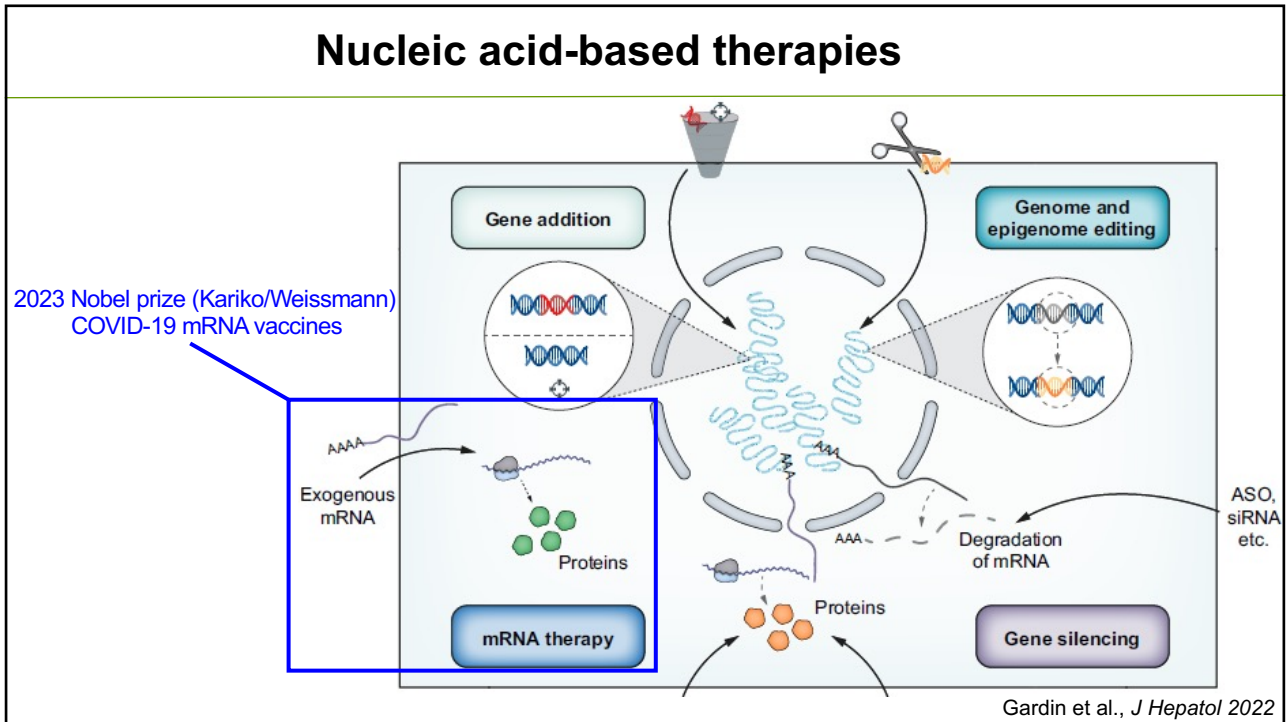 Nucleic acid-based therapies
Gene addition
Genome and
epigenome editing
2023 Nobel prize (Kariko/Weissmann)
COVID-19 mRNA vaccines
AAAA
Exogenous
mRNA
Proteins
mRNA therapy
AAA
AAA
AAA
Degradation
of mRNA
ASO,
siRNA
etc.
Proteins
Gene silencing
Gardin et al., J Hepatol 2022